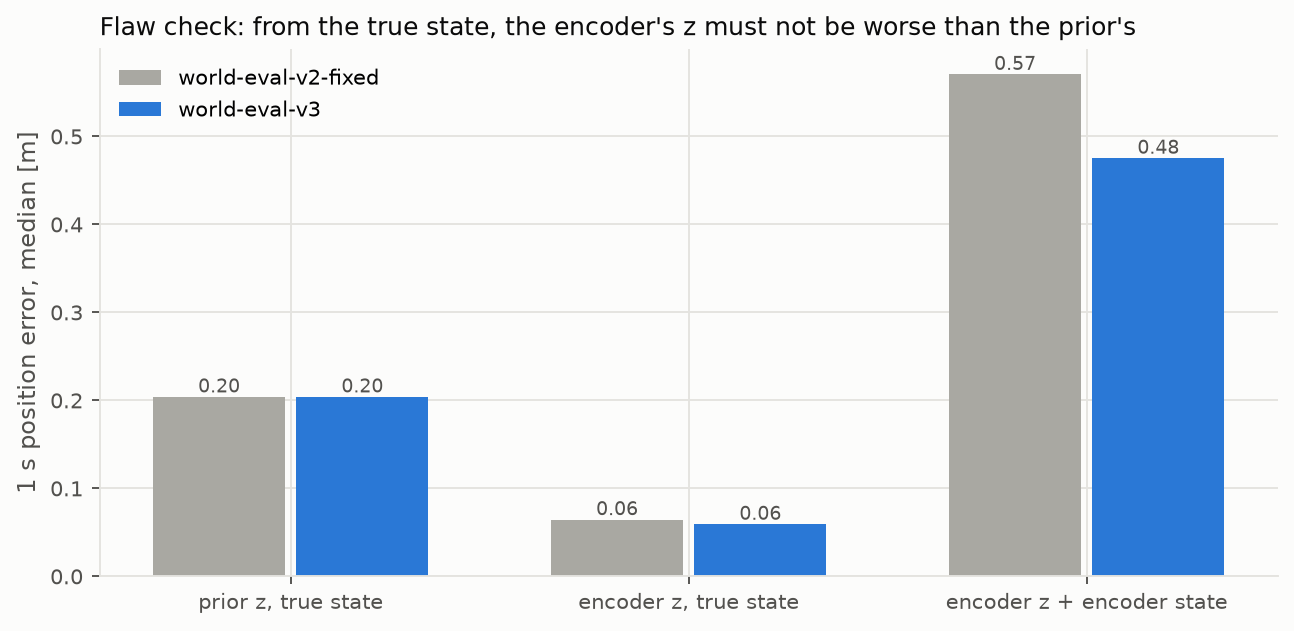 Flaw check: from the true state, the encoder's z must not be worse than the prior's
world-eval-v2-fixed
world-eval-v3
1 s position error, median [m]
0.5
0.4
0.3
0.2
0.1
0.0
0.20
0.20
0.06
0.06
0.57
0.48
prior z, true state
encoder z, true state
encoder z + encoder state